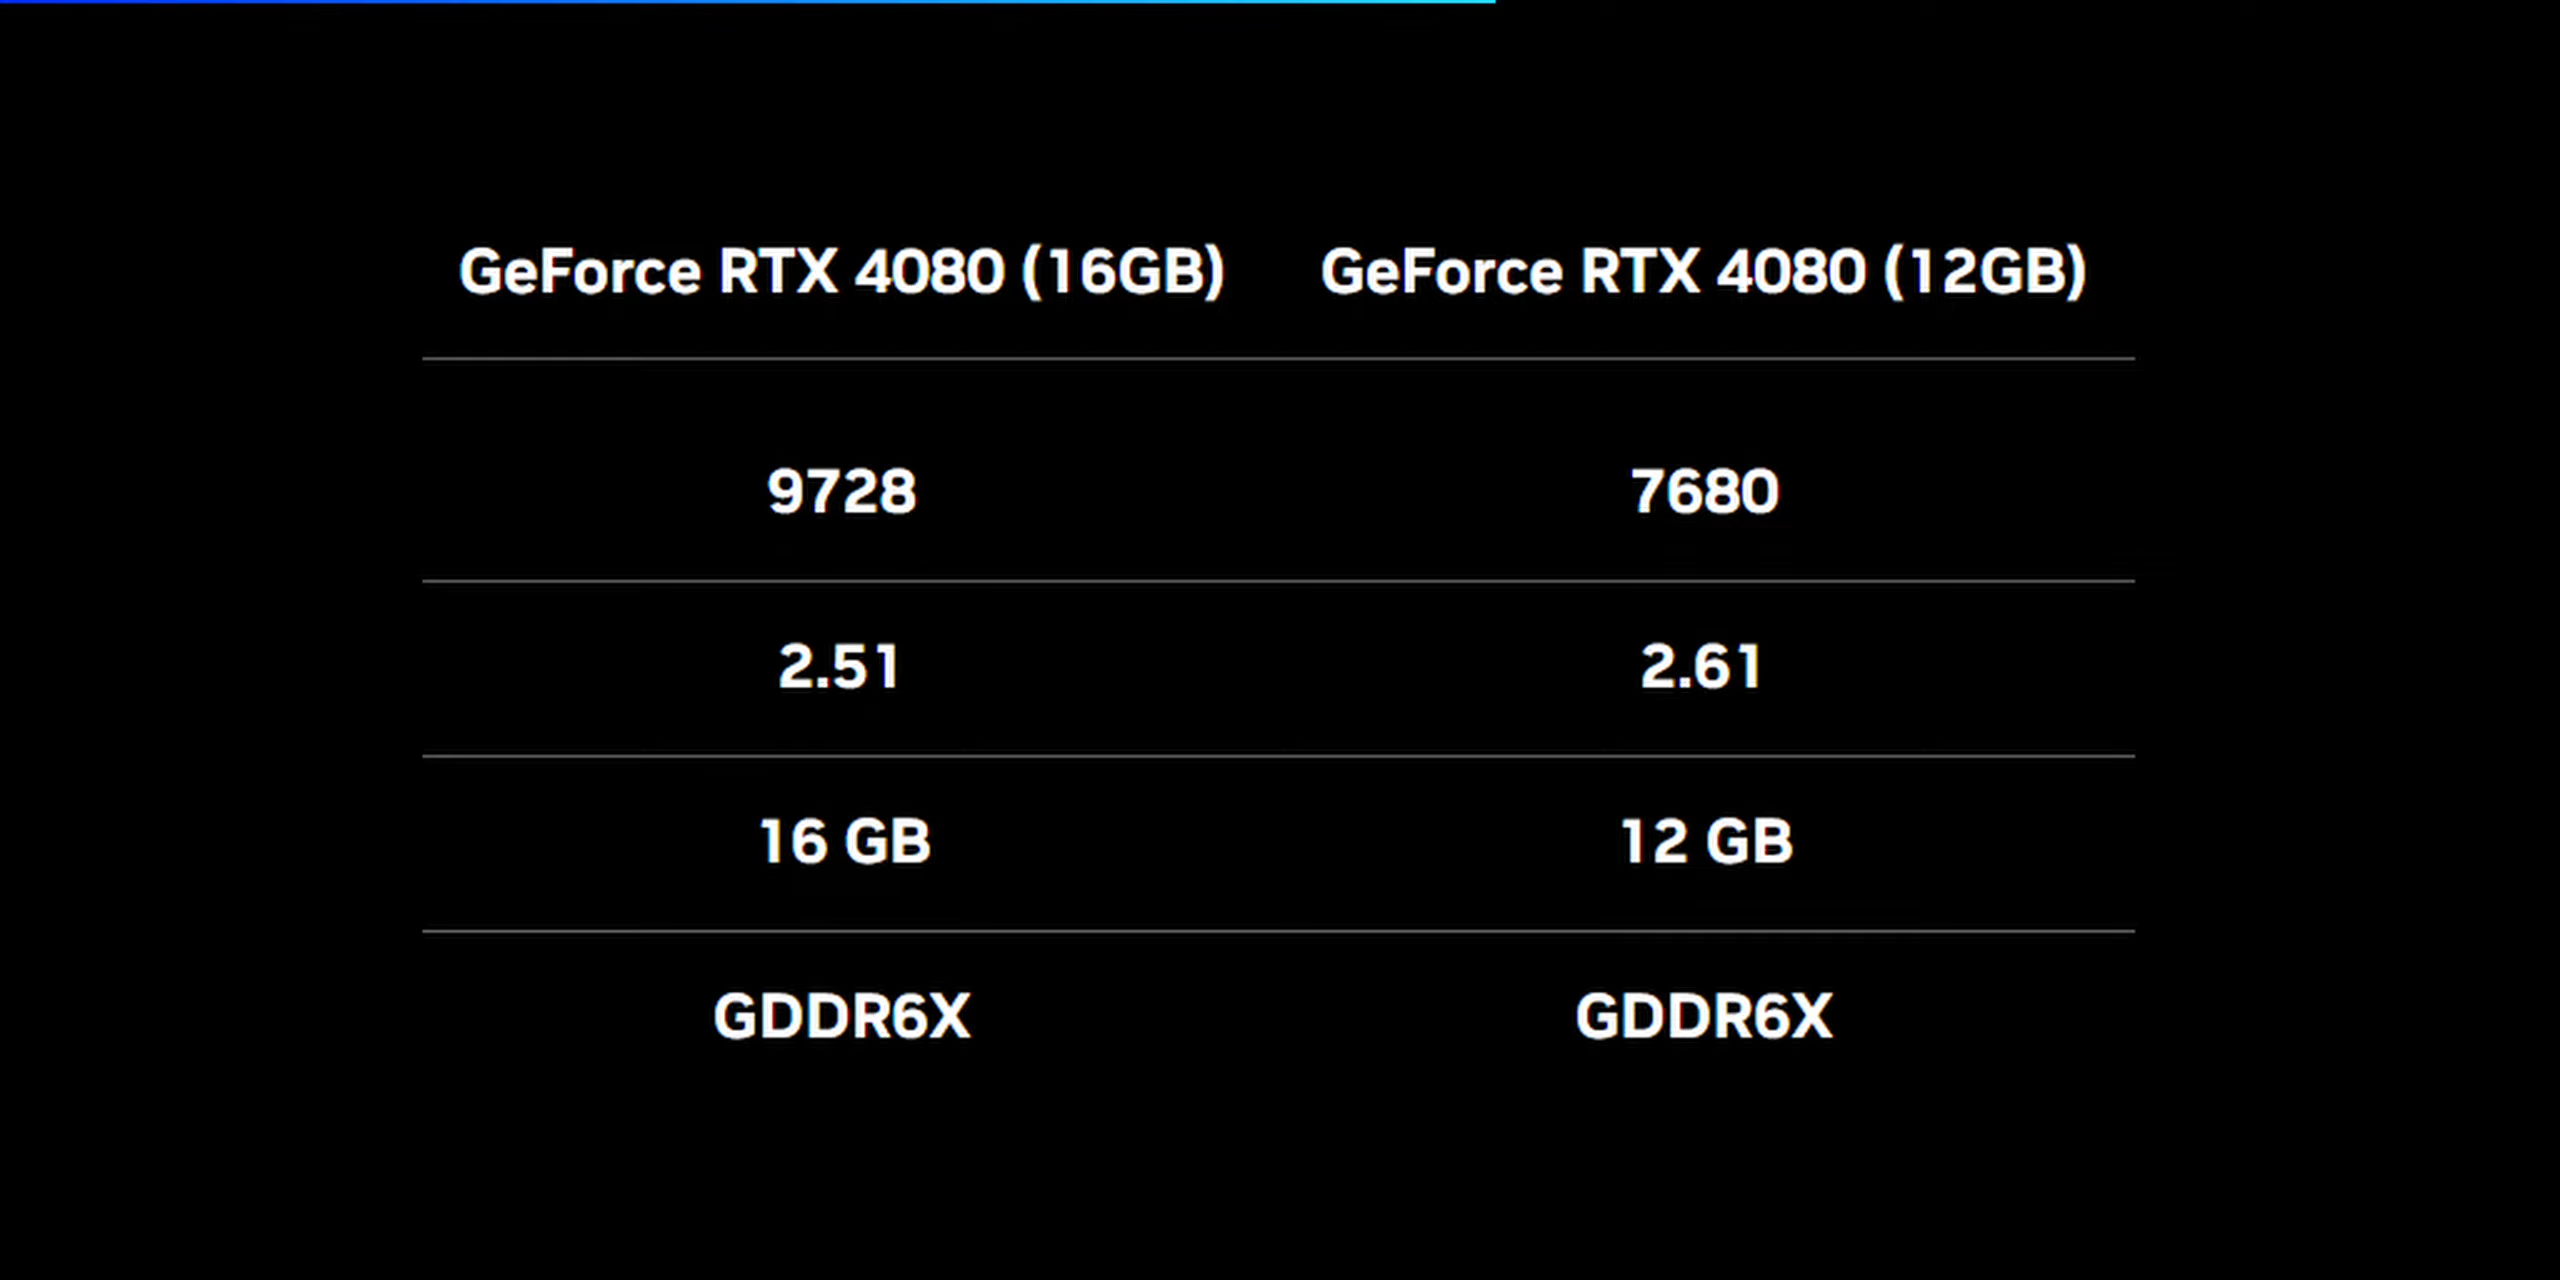 GeForce RTX 4080 (16GB) GeForce RTX 4080 (12GB)
9728 7680
2.51 2.61
16 GB 12 GB
GDDR6X GDDR6X